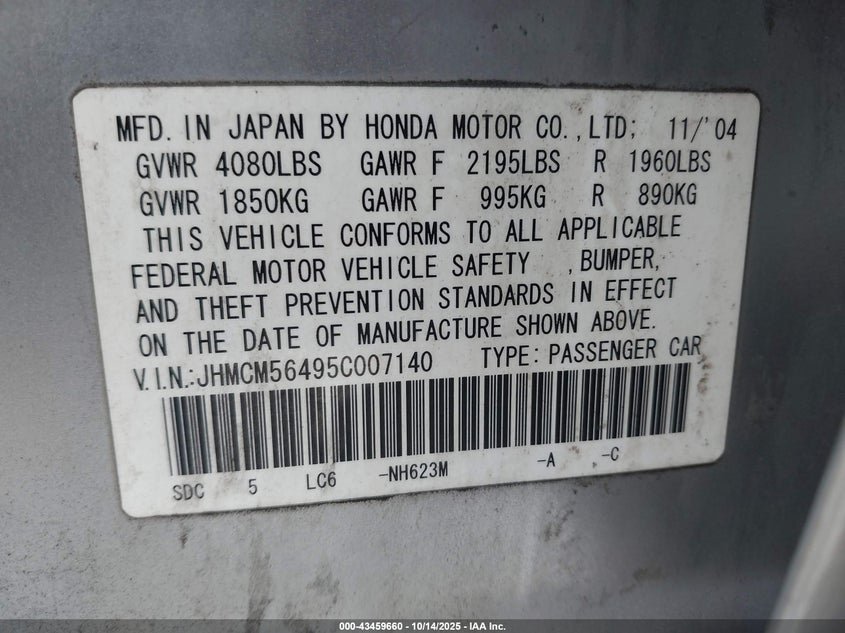 MFD. IN JAPAN BY HONDA MOTOR CO.,LTD; 11/'04
GVWR 4080LBS GAWR F 2195LBS R 1960LBS
GVWR 1850KG GAWR F 995KG R 890KG
THIS VEHICLE CONFORMS TO ALL APPLICABLE
FEDERAL MOTOR VEHICLE SAFETY ,BUMPER,
AND THEFT PREVENTION STANDARDS IN EFFECT
ON THE DATE OF MANUFACTURE SHOWN ABOVE.
V.I.N.:JHMCM56495C007140 TYPE: PASSENGER CAR
SDC 5 LC6 -NH623M -A -C
000-43459660 - 10/14/2025 - IAA Inc.